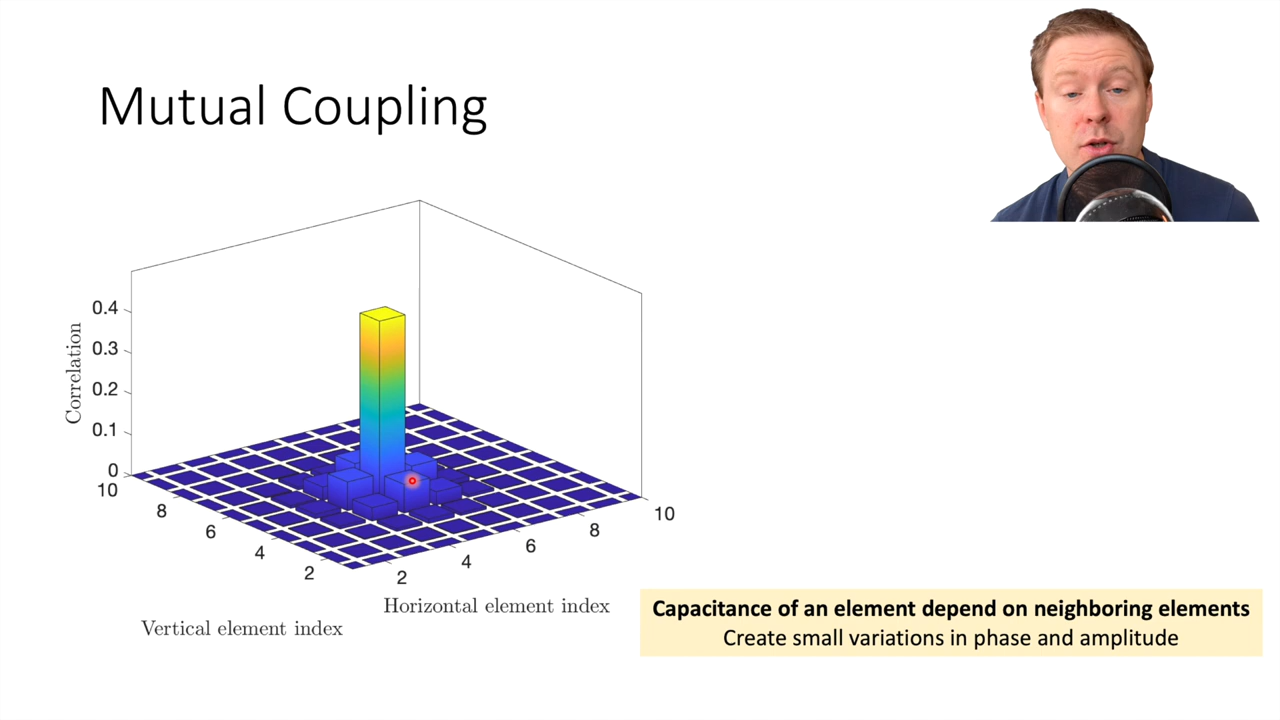 Mutual Coupling
0.4
0.3
0.2
0.1
0
Correlation
10
8
6
4
2
2
4
6
8
10
Horizontal element index
Vertical element index
Capacitance of an element depend on neighboring elements
Create small variations in phase and amplitude